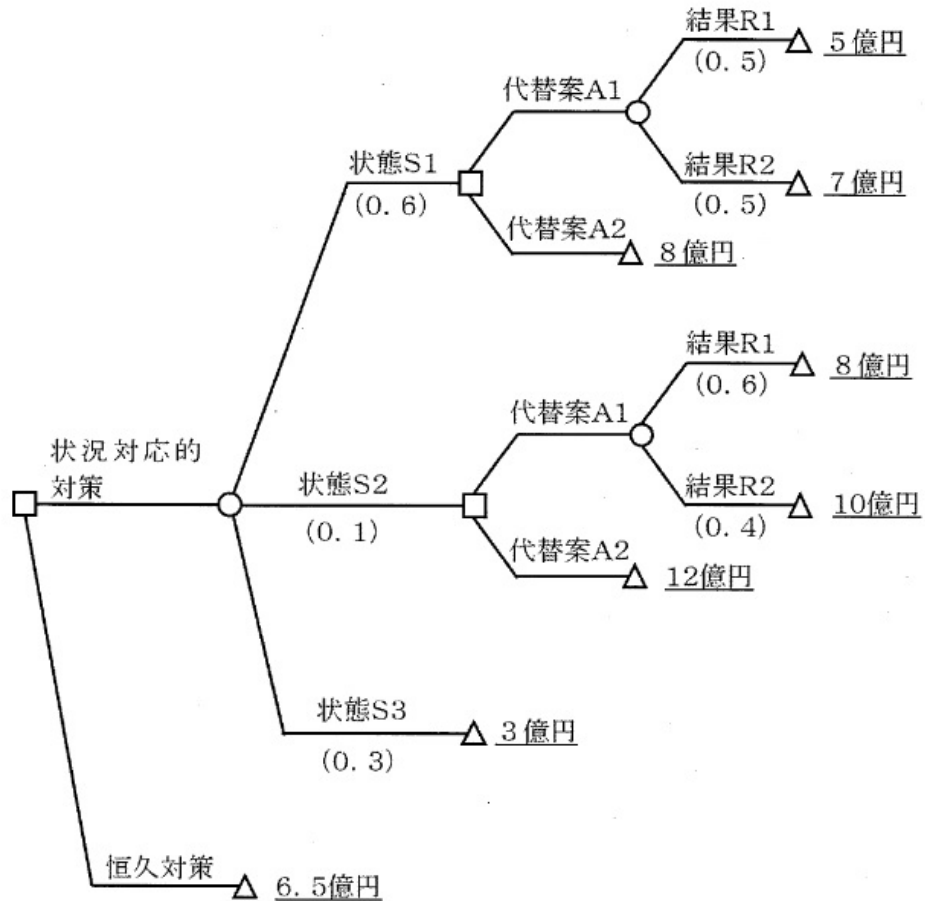 結果R1
(0. 5)
5億円
代替案A1
状態S1
(0. 6)
結果R2
(0. 5)
7億円
代替案A2
8億円
結果R1
(0. 6)
8億円
代替案A1
状況対応的
対策
状態S2
(0. 1)
結果R2
(0. 4)
10億円
代替案A2
12億円
状態S3
(0. 3)
3億円
恒久対策
6. 5億円